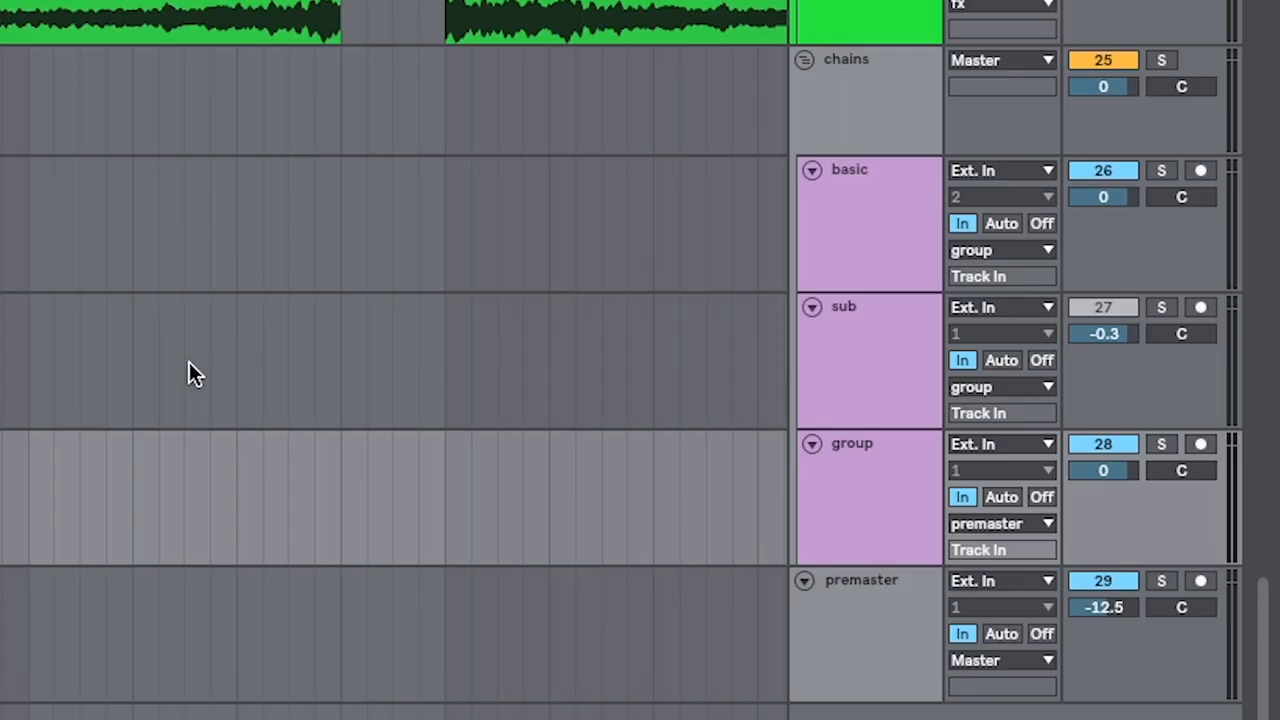 fx
chains Master 25 S
0 C
basic Ext. In 26 S
2 0 C
In Auto Off
group
Track In
sub Ext. In 27 S
1 -0.3 C
In Auto Off
group
Track In
group Ext. In 28 S
1 0 C
In Auto Off
premaster
Track In
premaster Ext. In 29 S
1 -12.5 C
In Auto Off
Master